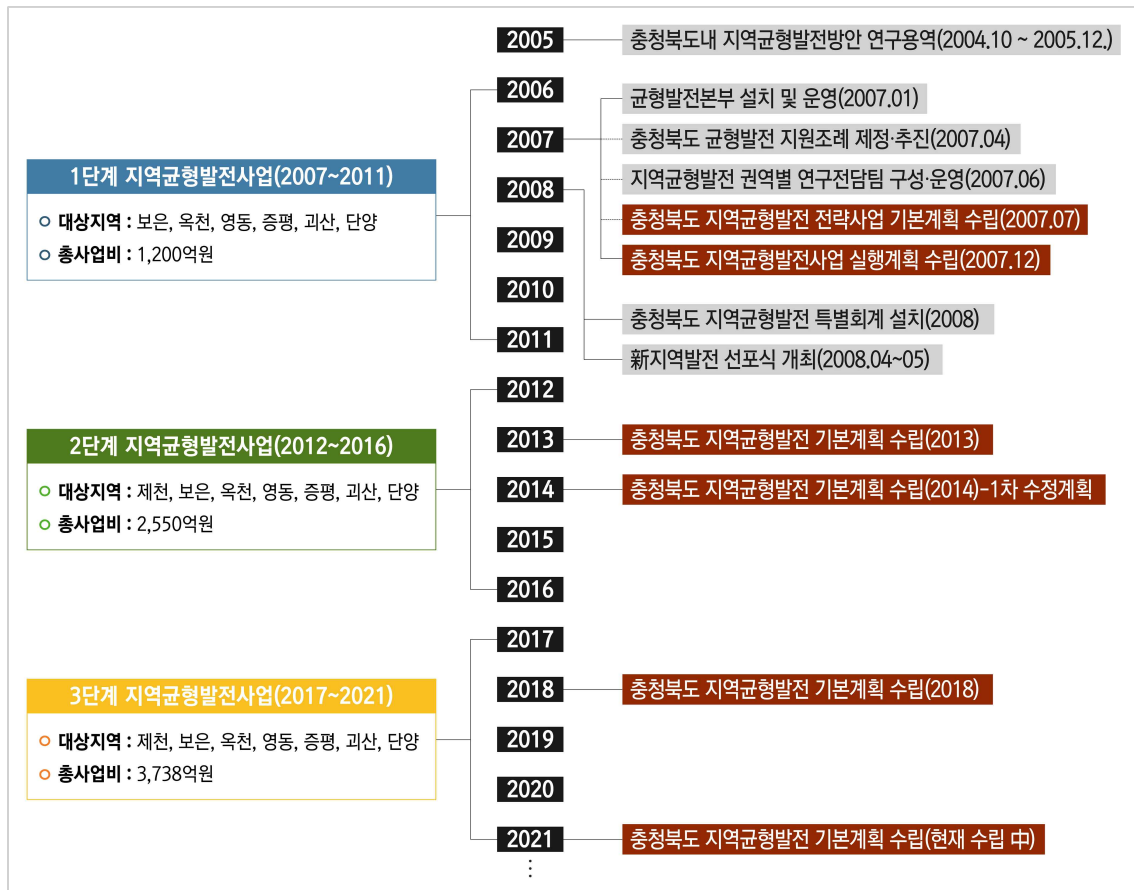 2005
충청북도내 지역균형발전방안 연구용역(2004.10 ~ 2005.12.)
2006
균형발전본부 설치 및 운영(2007.01)
2007
충청북도 균형발전 지원조례 제정·추진(2007.04)
1단계 지역균형발전사업(2007~2011)
2008
지역균형발전 권역별 연구전담팀 구성·운영(2007.06)
대상지역 : 보은, 옥천, 영동, 증평, 괴산, 단양
충청북도 지역균형발전 전략사업 기본계획 수립(2007.07)
총사업비 : 1,200억원
2009
충청북도 지역균형발전사업 실행계획 수립(2007.12)
2010
충청북도 지역균형발전 특별회계 설치(2008)
2011
新지역발전 선포식 개최(2008.04~05)
2012
2단계 지역균형발전사업(2012~2016)
2013
충청북도 지역균형발전 기본계획 수립(2013)
대상지역 : 제천, 보은, 옥천, 영동, 증평, 괴산, 단양
2014
충청북도 지역균형발전 기본계획 수립(2014)-1차 수정계획
총사업비 : 2,550억원
2015
2016
2017
3단계 지역균형발전사업(2017~2021)
2018
충청북도 지역균형발전 기본계획 수립(2018)
대상지역 : 제천, 보은, 옥천, 영동, 증평, 괴산, 단양
2019
총사업비 : 3,738억원
2020
2021
충청북도 지역균형발전 기본계획 수립(현재 수립 中)
⋮